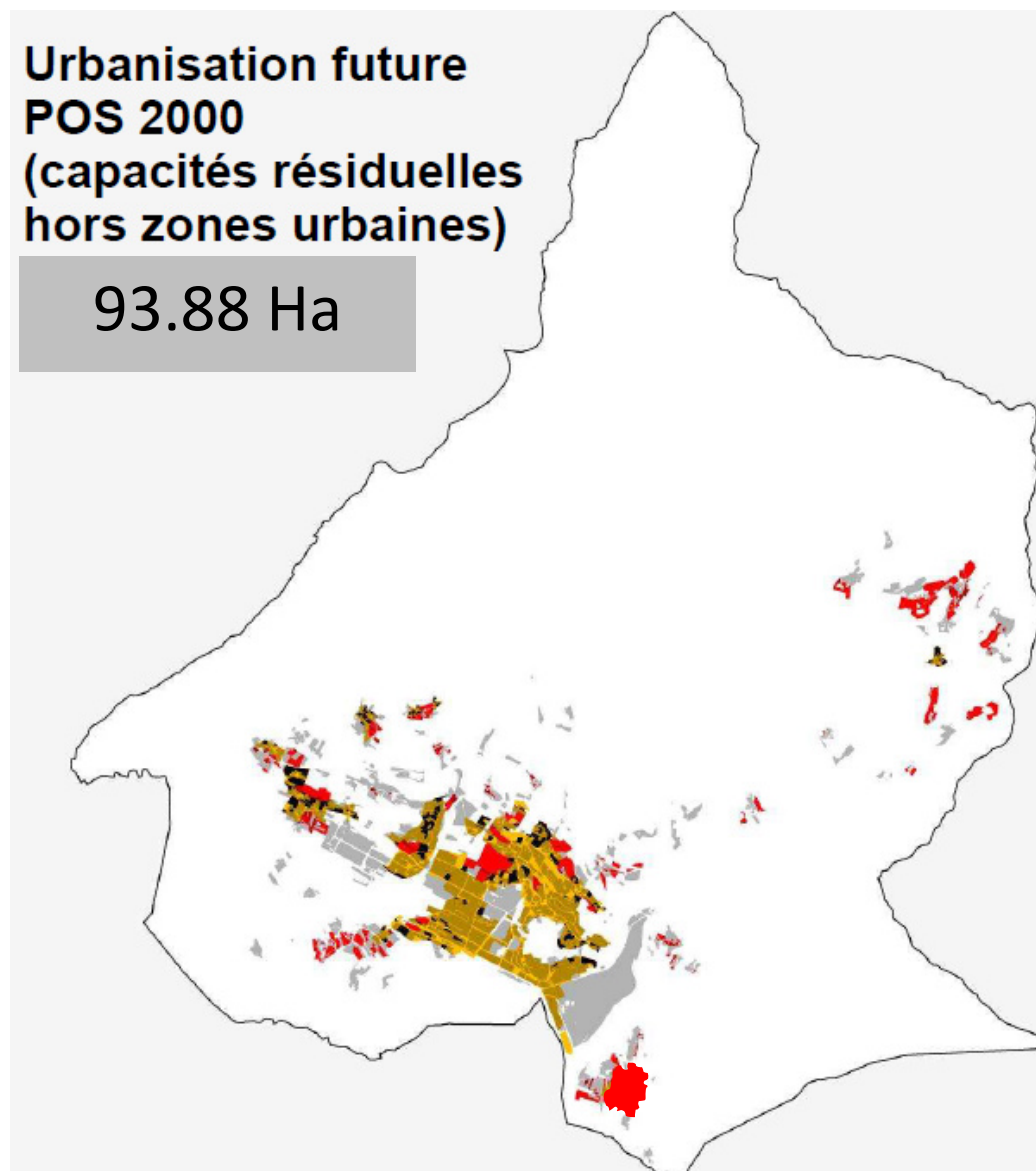 Urbanisation future
POS 2000
(capacités résiduelles
hors zones urbaines)
93.88 Ha